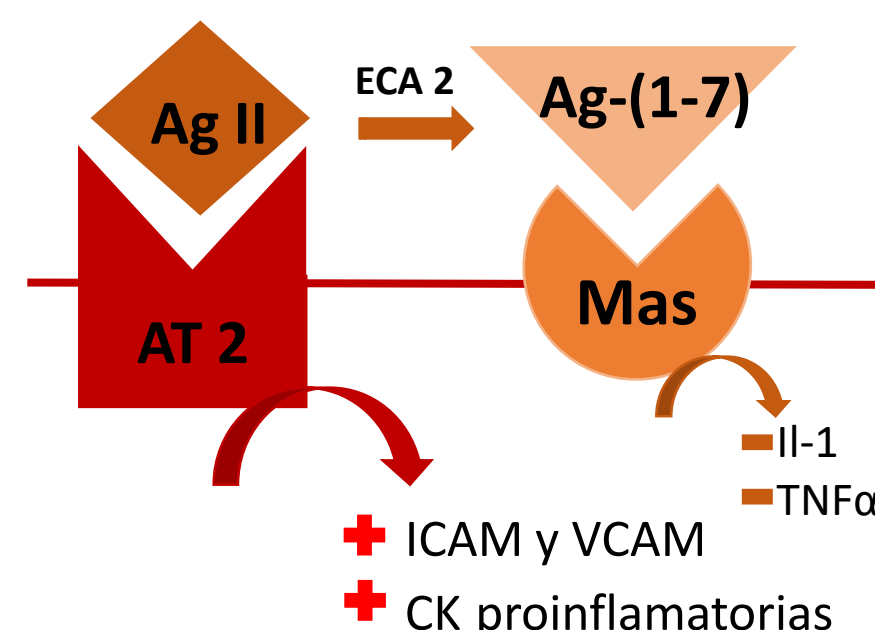 Ag II
ECA 2
Ag-(1-7)
AT 2
Mas
Il-1
TNFα
ICAM y VCAM
CK proinflamatorias